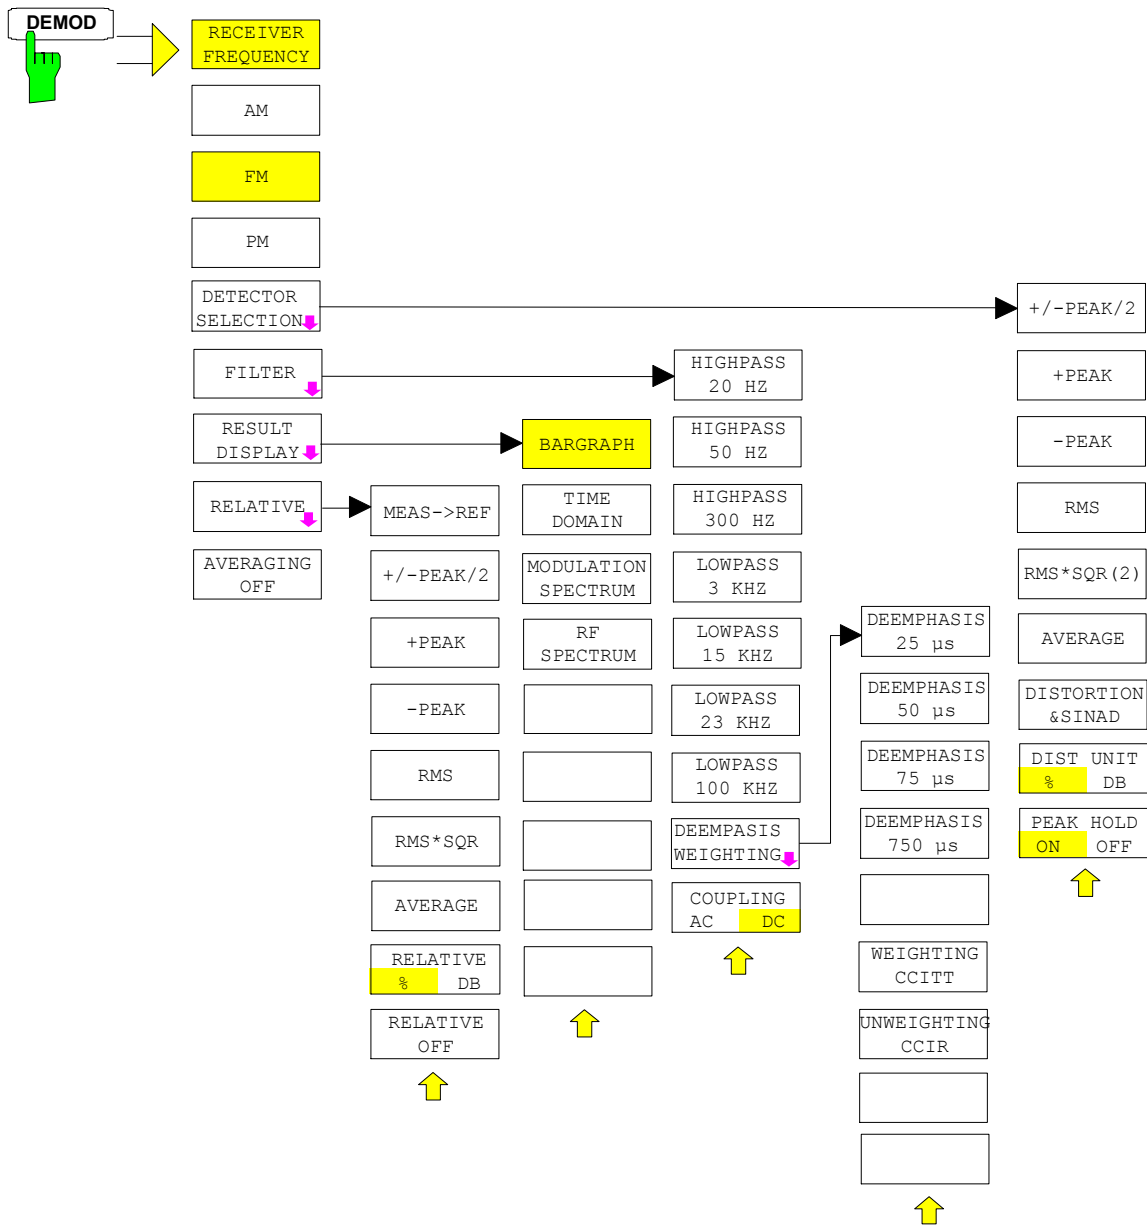 DEMOD
RECEIVER
FREQUENCY
AM
FM
PM
DETECTOR
SELECTION
FILTER
RESULT
DISPLAY
RELATIVE
AVERAGING
OFF
MEAS->REF
+/-PEAK/2
+PEAK
-PEAK
RMS
RMS*SQR
AVERAGE
RELATIVE
% DB
RELATIVE
OFF
BARGRAPH
TIME
DOMAIN
MODULATION
SPECTRUM
RF
SPECTRUM
HIGHPASS
20 HZ
HIGHPASS
50 HZ
HIGHPASS
300 HZ
LOWPASS
3 KHZ
LOWPASS
15 KHZ
LOWPASS
23 KHZ
LOWPASS
100 KHZ
DEEMPASIS
WEIGHTING
COUPLING
AC DC
DEEMPHASIS
25 µs
DEEMPHASIS
50 µs
DEEMPHASIS
75 µs
DEEMPHASIS
750 µs
WEIGHTING
CCITT
UNWEIGHTING
CCIR
+/-PEAK/2
+PEAK
-PEAK
RMS
RMS*SQR(2)
AVERAGE
DISTORTION
&SINAD
DIST UNIT
% DB
PEAK HOLD
ON OFF